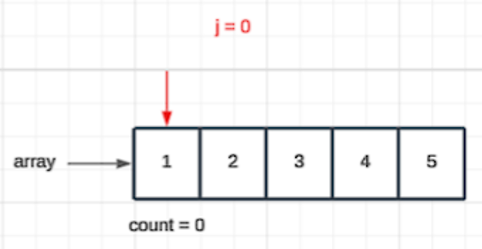 j = 0
array 1 2 3 4 5
count = 0